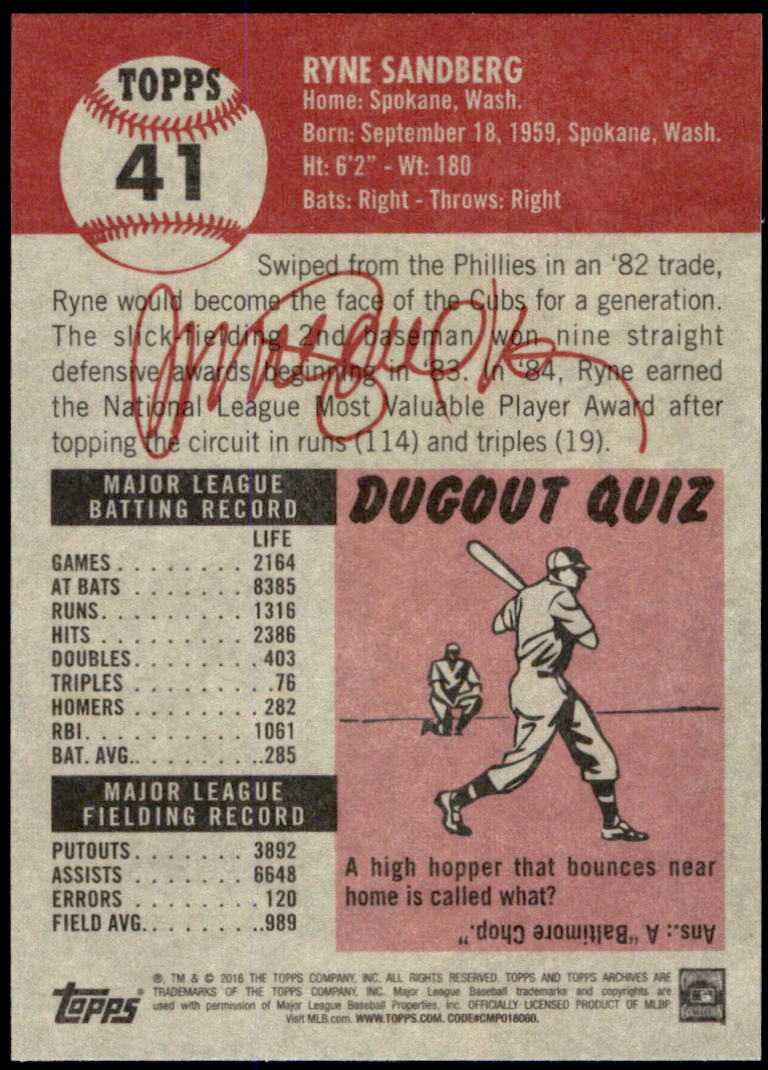 TOPPS
41
RYNE SANDBERG
Home: Spokane, Wash.
Born: September 18, 1959, Spokane, Wash.
Ht: 6'2" - Wt: 180
Bats: Right - Throws: Right
Swiped from the Phillies in an '82 trade,
Ryne would become the face of the Cubs for a generation.
The slick-fielding 2nd baseman won nine straight
defensive awards beginning in '83. In '84, Ryne earned
the National League Most Valuable Player Award after
topping the circuit in runs (114) and triples (19).
MAJOR LEAGUE
BATTING RECORD
LIFE
GAMES . . . . . . . . 2164
AT BATS . . . . . . . 8385
RUNS. . . . . . . . . 1316
HITS . . . . . . . . . 2386
DOUBLES. . . . . . . . 403
TRIPLES . . . . . . . . .76
HOMERS . . . . . . . . 282
RBI. . . . . . . . . . 1061
BAT. AVG.. . . . . . ..285
MAJOR LEAGUE
FIELDING RECORD
PUTOUTS. . . . . . . 3892
ASSISTS . . . . . . . 6648
ERRORS . . . . . . . . 120
FIELD AVG. . . . . . ..989
DUGOUT QUIZ
A high hopper that bounces near
home is called what?
Ans.: A "Baltimore Chop."
topps®
®, TM & © 2016 THE TOPPS COMPANY, INC. ALL RIGHTS RESERVED. TOPPS AND TOPPS ARCHIVES ARE
TRADEMARKS OF THE TOPPS COMPANY, INC. Major League Baseball trademarks and copyrights are
used with permission of Major League Baseball Properties, Inc. OFFICIALLY LICENSED PRODUCT OF MLBP.
Visit MLB.com. WWW.TOPPS.COM. CODE#CMP018060.